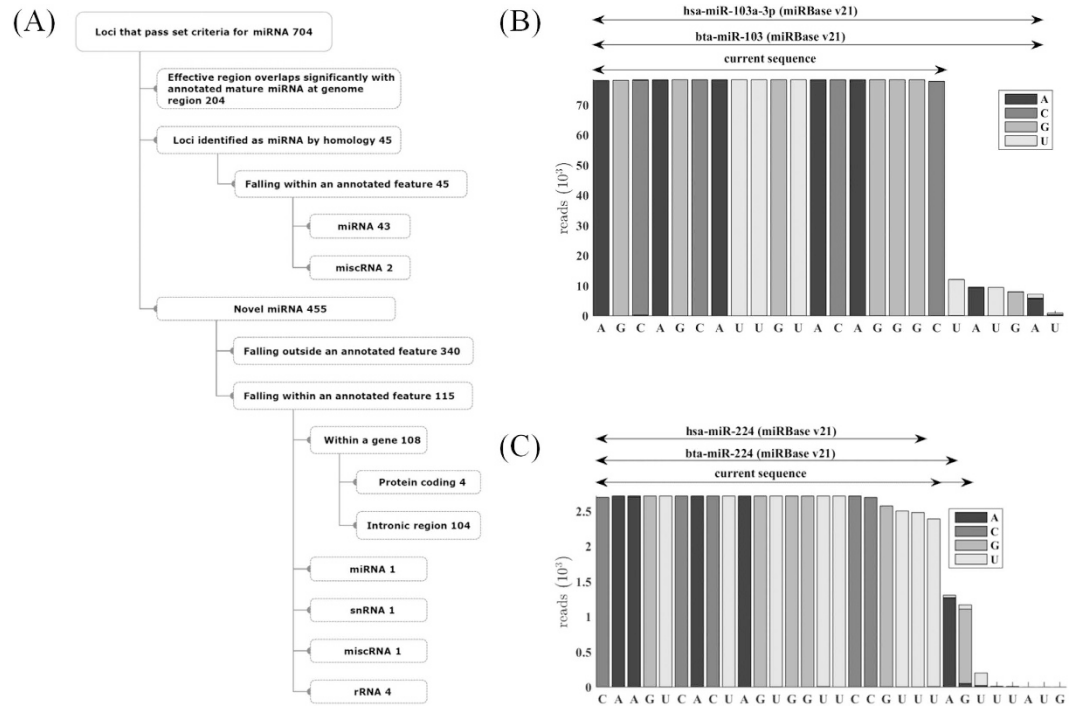 (A)
Loci that pass set criteria for miRNA 704
Effective region overlaps significantly with
annotated mature miRNA at genome
region 204
Loci identified as miRNA by homology 45
Falling within an annotated feature 45
miRNA 43
miscRNA 2
Novel miRNA 455
Falling outside an annotated feature 340
Falling within an annotated feature 115
Within a gene 108
Protein coding 4
Intronic region 104
miRNA 1
snRNA 1
miscRNA 1
rRNA 4
(B)
hsa-miR-103a-3p (miRBase v21)
bta-miR-103 (miRBase v21)
current sequence
A
C
G
U
reads (10³)
70
60
50
40
30
20
10
0
A G C A G C A U U G U A C A G G G C U A U G A U
(C)
hsa-miR-224 (miRBase v21)
bta-miR-224 (miRBase v21)
current sequence
A
C
G
U
reads (10³)
2.5
2
1.5
1
0.5
0
C A A G U C A C U A G U G G U U C C G U U U A G U U U A U G